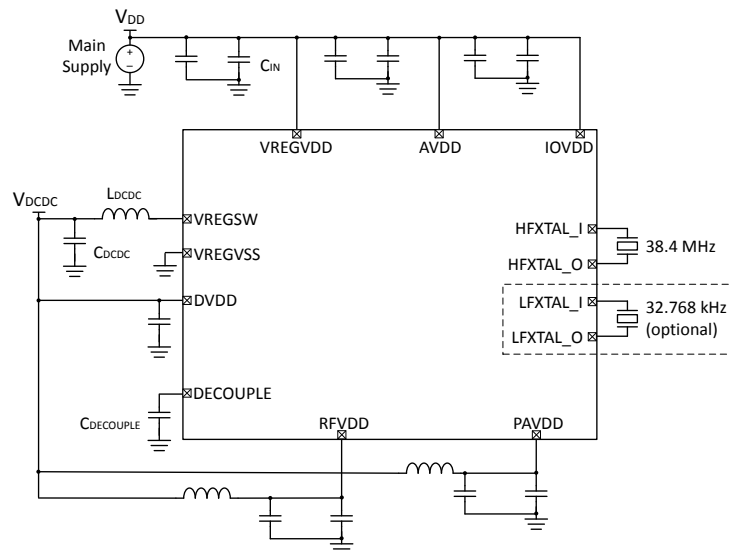 VDD
Main
Supply
+
–
CIN
VREGVDD
AVDD
IOVDD
VDCDC
LDCDC
VREGSW
CDCDC
VREGVSS
DVDD
HFXTAL_I
HFXTAL_O
38.4 MHz
LFXTAL_I
LFXTAL_O
32.768 kHz
(optional)
DECOUPLE
CDECOUPLE
RFVDD
PAVDD